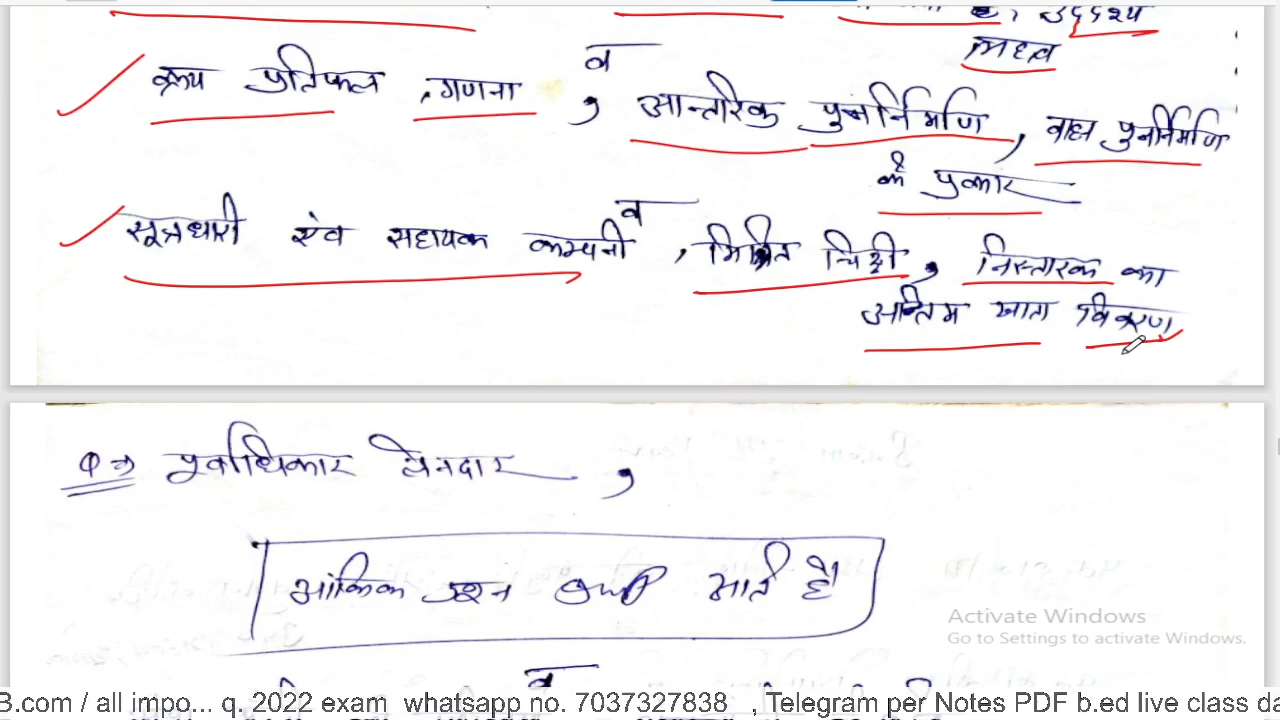 उद्देश्य
महत्व
क्रय प्रतिफल, गणना, व आन्तरिक पुनर्निर्माण, वाह्य पुनर्निर्माण
के प्रकार
सूत्रधारी एंव सहायक कम्पनी, व मिश्रित चिट्ठी, निस्तारक का
अन्तिम खाता विवरण
Q ⇒ पूर्वाधिकार लेनदार,
आंकिक प्रश्न आते है
Activate Windows
Go to Settings to activate Windows.
व
B.com / all impo... q. 2022 exam whatsapp no. 7037327838 , Telegram per Notes PDF b.ed live class da